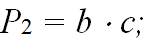 P₂ = b · c;